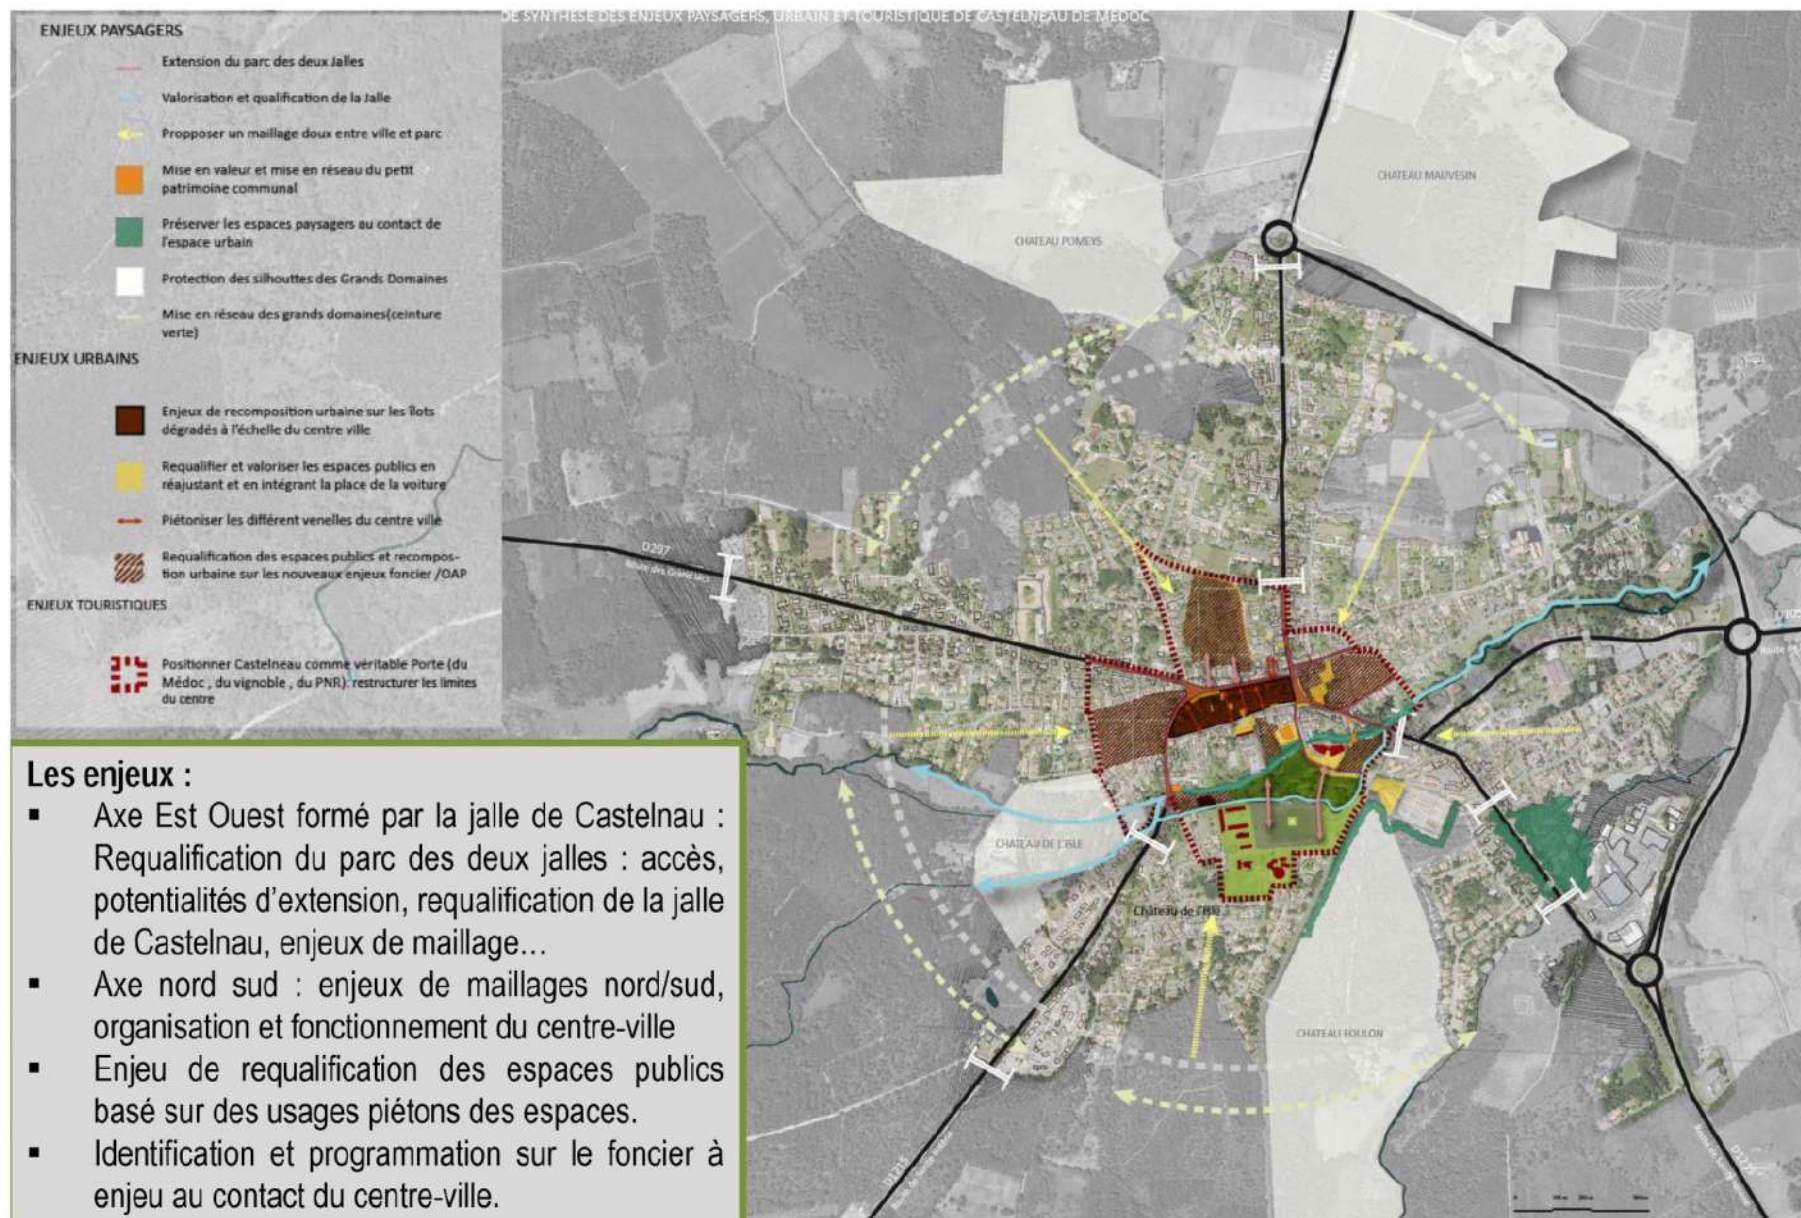 DE SYNTHESE DES ENJEUX PAYSAGERS, URBAIN ET TOURISTIQUE DE CASTELNEAU DE MEDOC
ENJEUX PAYSAGERS
Extension du parc des deux Jalles
Valorisation et qualification de la Jalle
Propposer un maillage doux entre ville et parc
Mise en valeur et mise en réseau du petit
patrimoine communal
Préserver les espaces paysagers au contact de
l'espace urbain
Protection des silhouttes des Grands Domaines
Mise en réseau des grands domaines(ceinture
verte)
ENJEUX URBAINS
Enjeux de recomposition urbaine sur les îlots
dégradés à l'échelle du centre ville
Requalifier et valoriser les espaces publics en
réajustant et en intégrant la place de la voiture
Piétoniser les différent venelles du centre ville
Requalification des espaces publics et recompos-
tion urbaine sur les nouveaux enjeux foncier /OAP
ENJEUX TOURISTIQUES
Positionner Castelneau comme véritable Porte (du
Médoc , du vignoble , du PNR): restructurer les limites
du centre
Les enjeux :
▪ Axe Est Ouest formé par la jalle de Castelnau :
Requalification du parc des deux jalles : accès,
potentialités d'extension, requalification de la jalle
de Castelnau, enjeux de maillage...
▪ Axe nord sud : enjeux de maillages nord/sud,
organisation et fonctionnement du centre-ville
▪ Enjeu de requalification des espaces publics
basé sur des usages piétons des espaces.
▪ Identification et programmation sur le foncier à
enjeu au contact du centre-ville.
CHATEAU MAUVESIN
CHATEAU POMEYS
D207
CHATEAU DE L'ISLE
Château de l'Isle
CHATEAU FOULON
D1215
D1215